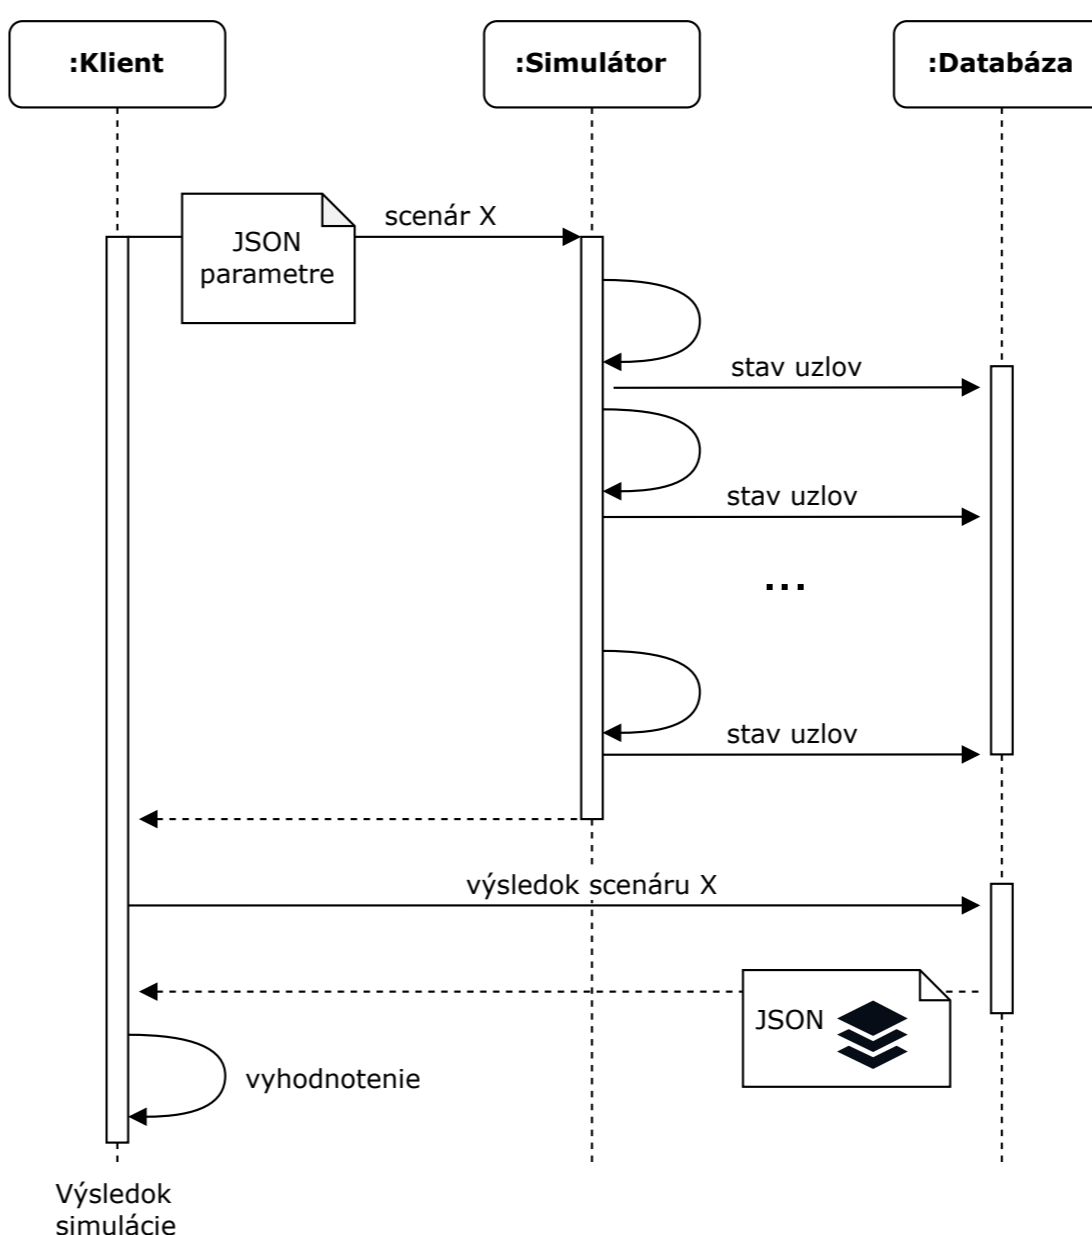 :Klient
:Simulátor
:Databáza
scenár X
JSON
parametre
stav uzlov
stav uzlov
...
stav uzlov
výsledok scenáru X
JSON
vyhodnotenie
Výsledok
simulácie